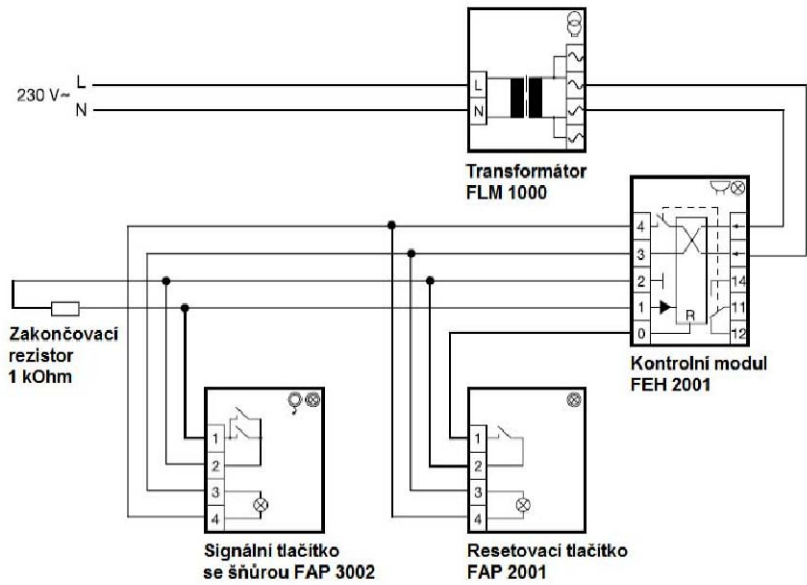 230 V~
L
N
L
N
Transformátor
FLM 1000
4
3
2
1
0
R
14
11
12
Kontrolní modul
FEH 2001
Zakončovací
rezistor
1 kOhm
1
2
3
4
Signální tlačítko
se šňůrou FAP 3002
1
2
3
4
Resetovací tlačítko
FAP 2001